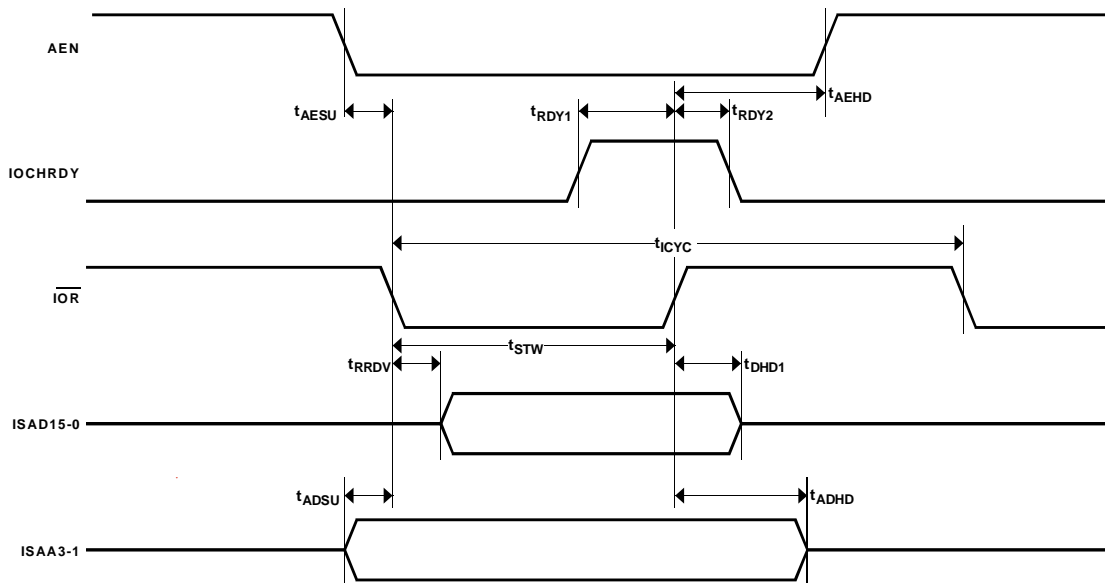 AEN
tAEHD
tAESU
tRDY1
tRDY2
IOCHRDY
tICYC
IOR
tSTW
tRRDV
tDHD1
ISAD15-0
tADSU
tADHD
ISAA3-1